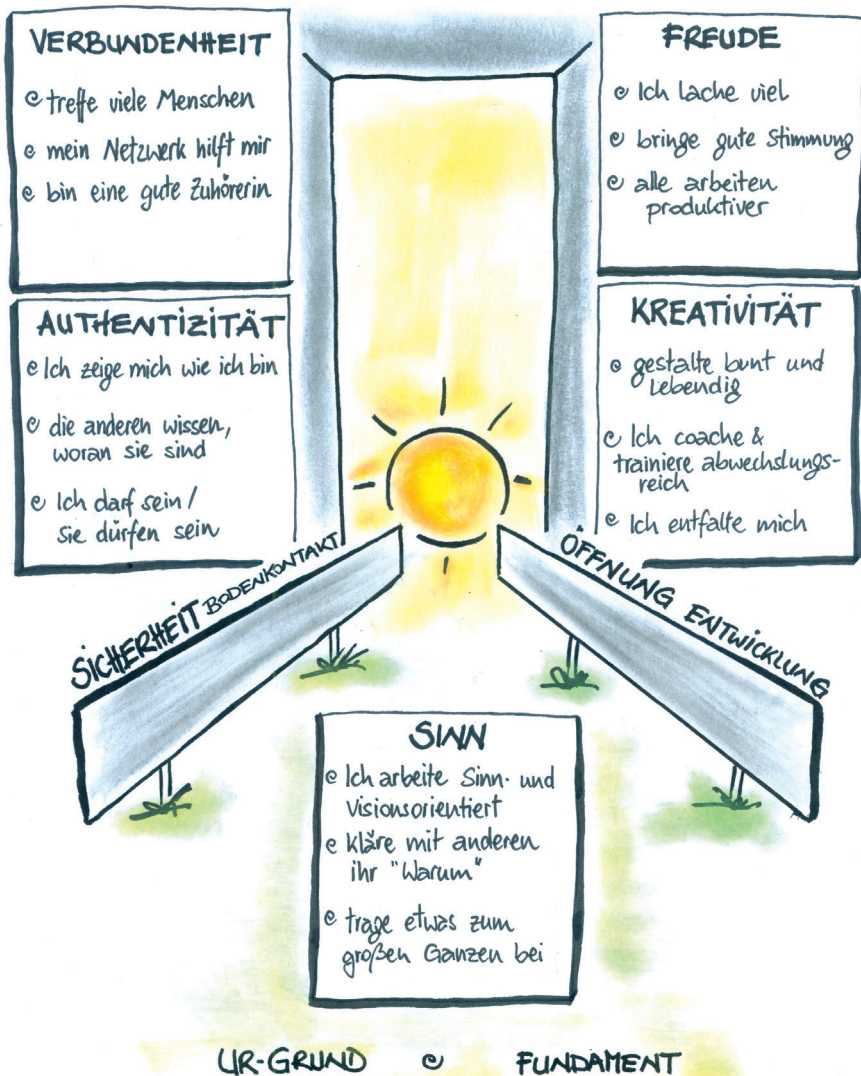 VERBUNDENHEIT
treffe viele Menschen
mein Netzwerk hilft mir
bin eine gute Zuhörerin
FREUDE
Ich lache viel
bringe gute Stimmung
alle arbeiten
produktiver
AUTHENTIZITÄT
Ich zeige mich wie ich bin
die anderen wissen,
woran sie sind
Ich darf sein /
Sie dürfen sein
KREATIVITÄT
gestalte bunt und
lebendig
Ich coache &
trainiere abwechslungs-
reich
Ich entfalte mich
SICHERHEIT BODENKONTAKT
ÖFFNUNG ENTWICKLUNG
SINN
Ich arbeite Sinn- und
visionsorientiert
kläre mit anderen
ihr "Warum"
trage etwas zum
großen Ganzen bei
UR-GRUND FUNDAMENT